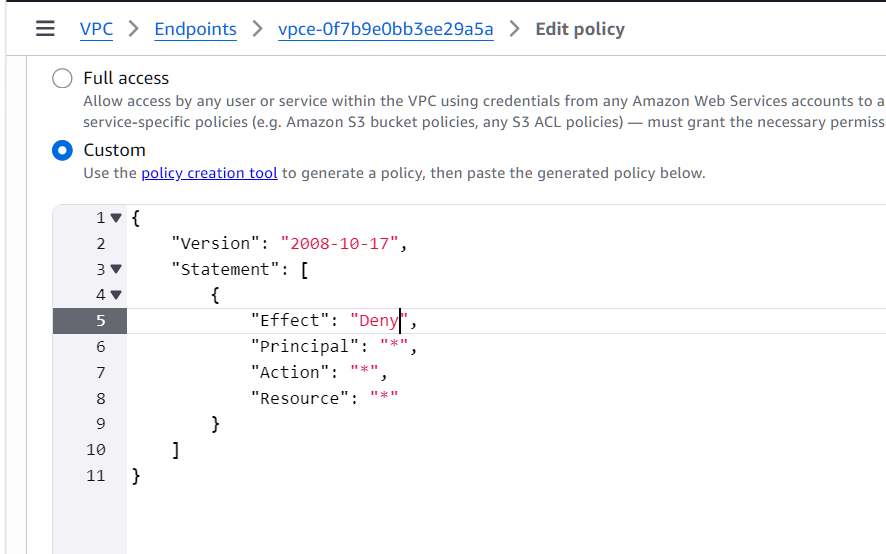 VPC > Endpoints > vpce-0f7b9e0bb3ee29a5a > Edit policy
Full access
Allow access by any user or service within the VPC using credentials from any Amazon Web Services accounts to a
service-specific policies (e.g. Amazon S3 bucket policies, any S3 ACL policies) — must grant the necessary permiss
Custom
Use the policy creation tool to generate a policy, then paste the generated policy below.
1 {
2 "Version": "2008-10-17",
3 "Statement": [
4 {
5 "Effect": "Deny",
6 "Principal": "*",
7 "Action": "*",
8 "Resource": "*"
9 }
10 ]
11 }